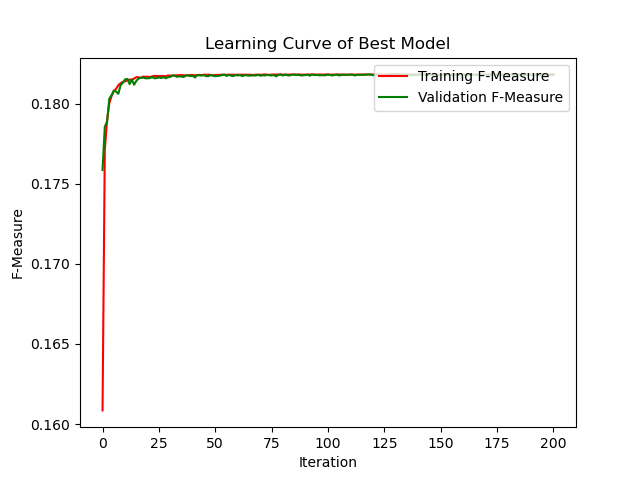 Learning Curve of Best Model
Training F-Measure
Validation F-Measure
0.180
0.175
0.170
0.165
0.160
F-Measure
0 25 50 75 100 125 150 175 200
Iteration